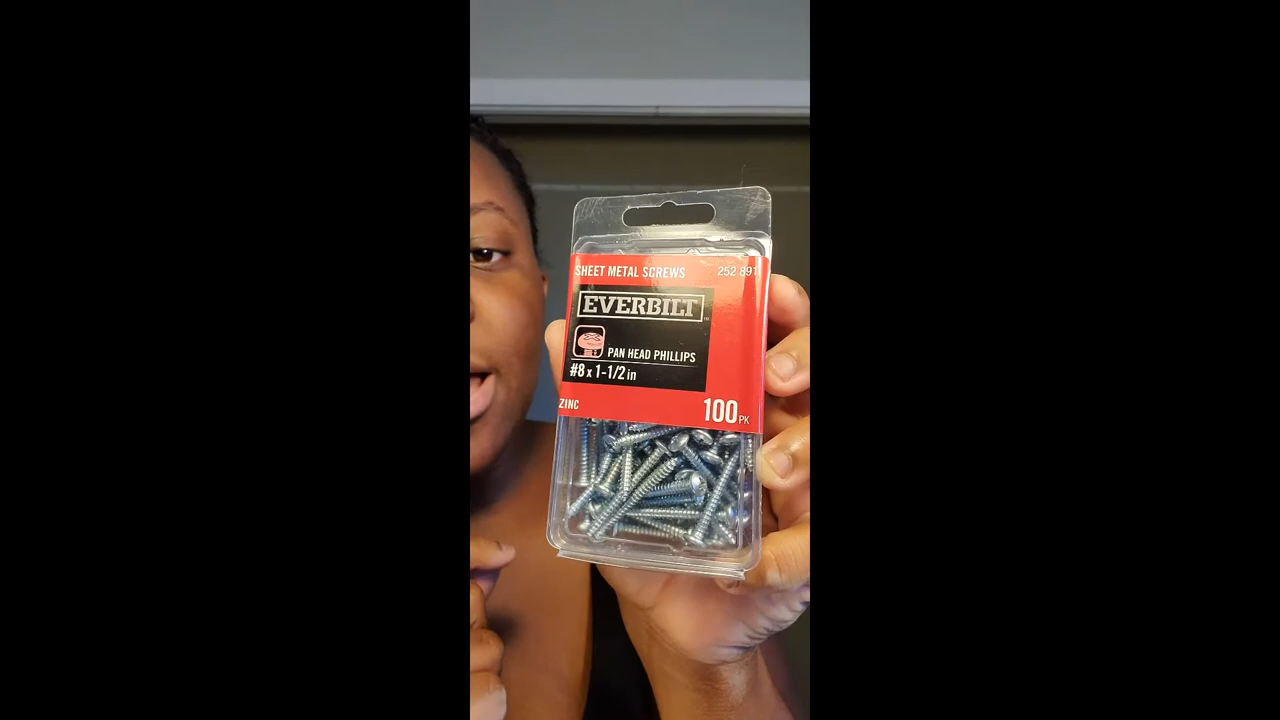 SHEET METAL SCREWS 252 891
EVERBILT
PAN HEAD PHILLIPS
#8 x 1-1/2 in
ZINC 100 PK